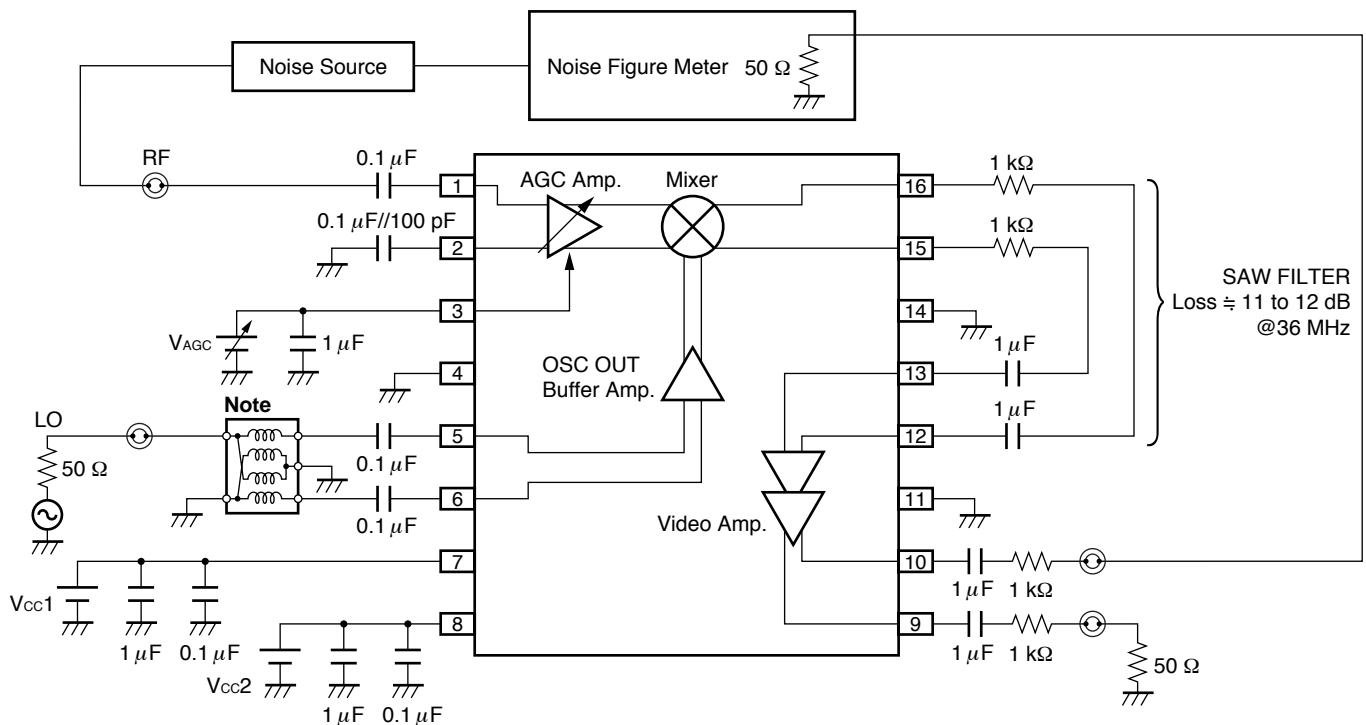 Noise Source
Noise Figure Meter
50 Ω
RF
0.1 μF
1
AGC Amp.
Mixer
16
1 kΩ
0.1 μF//100 pF
2
15
1 kΩ
SAW FILTER
Loss ≒ 11 to 12 dB
@36 MHz
3
14
VAGC
1 μF
4
OSC OUT
Buffer Amp.
13
1 μF
Note
LO
50 Ω
5
0.1 μF
12
1 μF
6
0.1 μF
11
Video Amp.
7
10
1 μF
1 kΩ
VCC1
1 μF
0.1 μF
8
9
1 μF
1 kΩ
50 Ω
VCC2
1 μF
0.1 μF